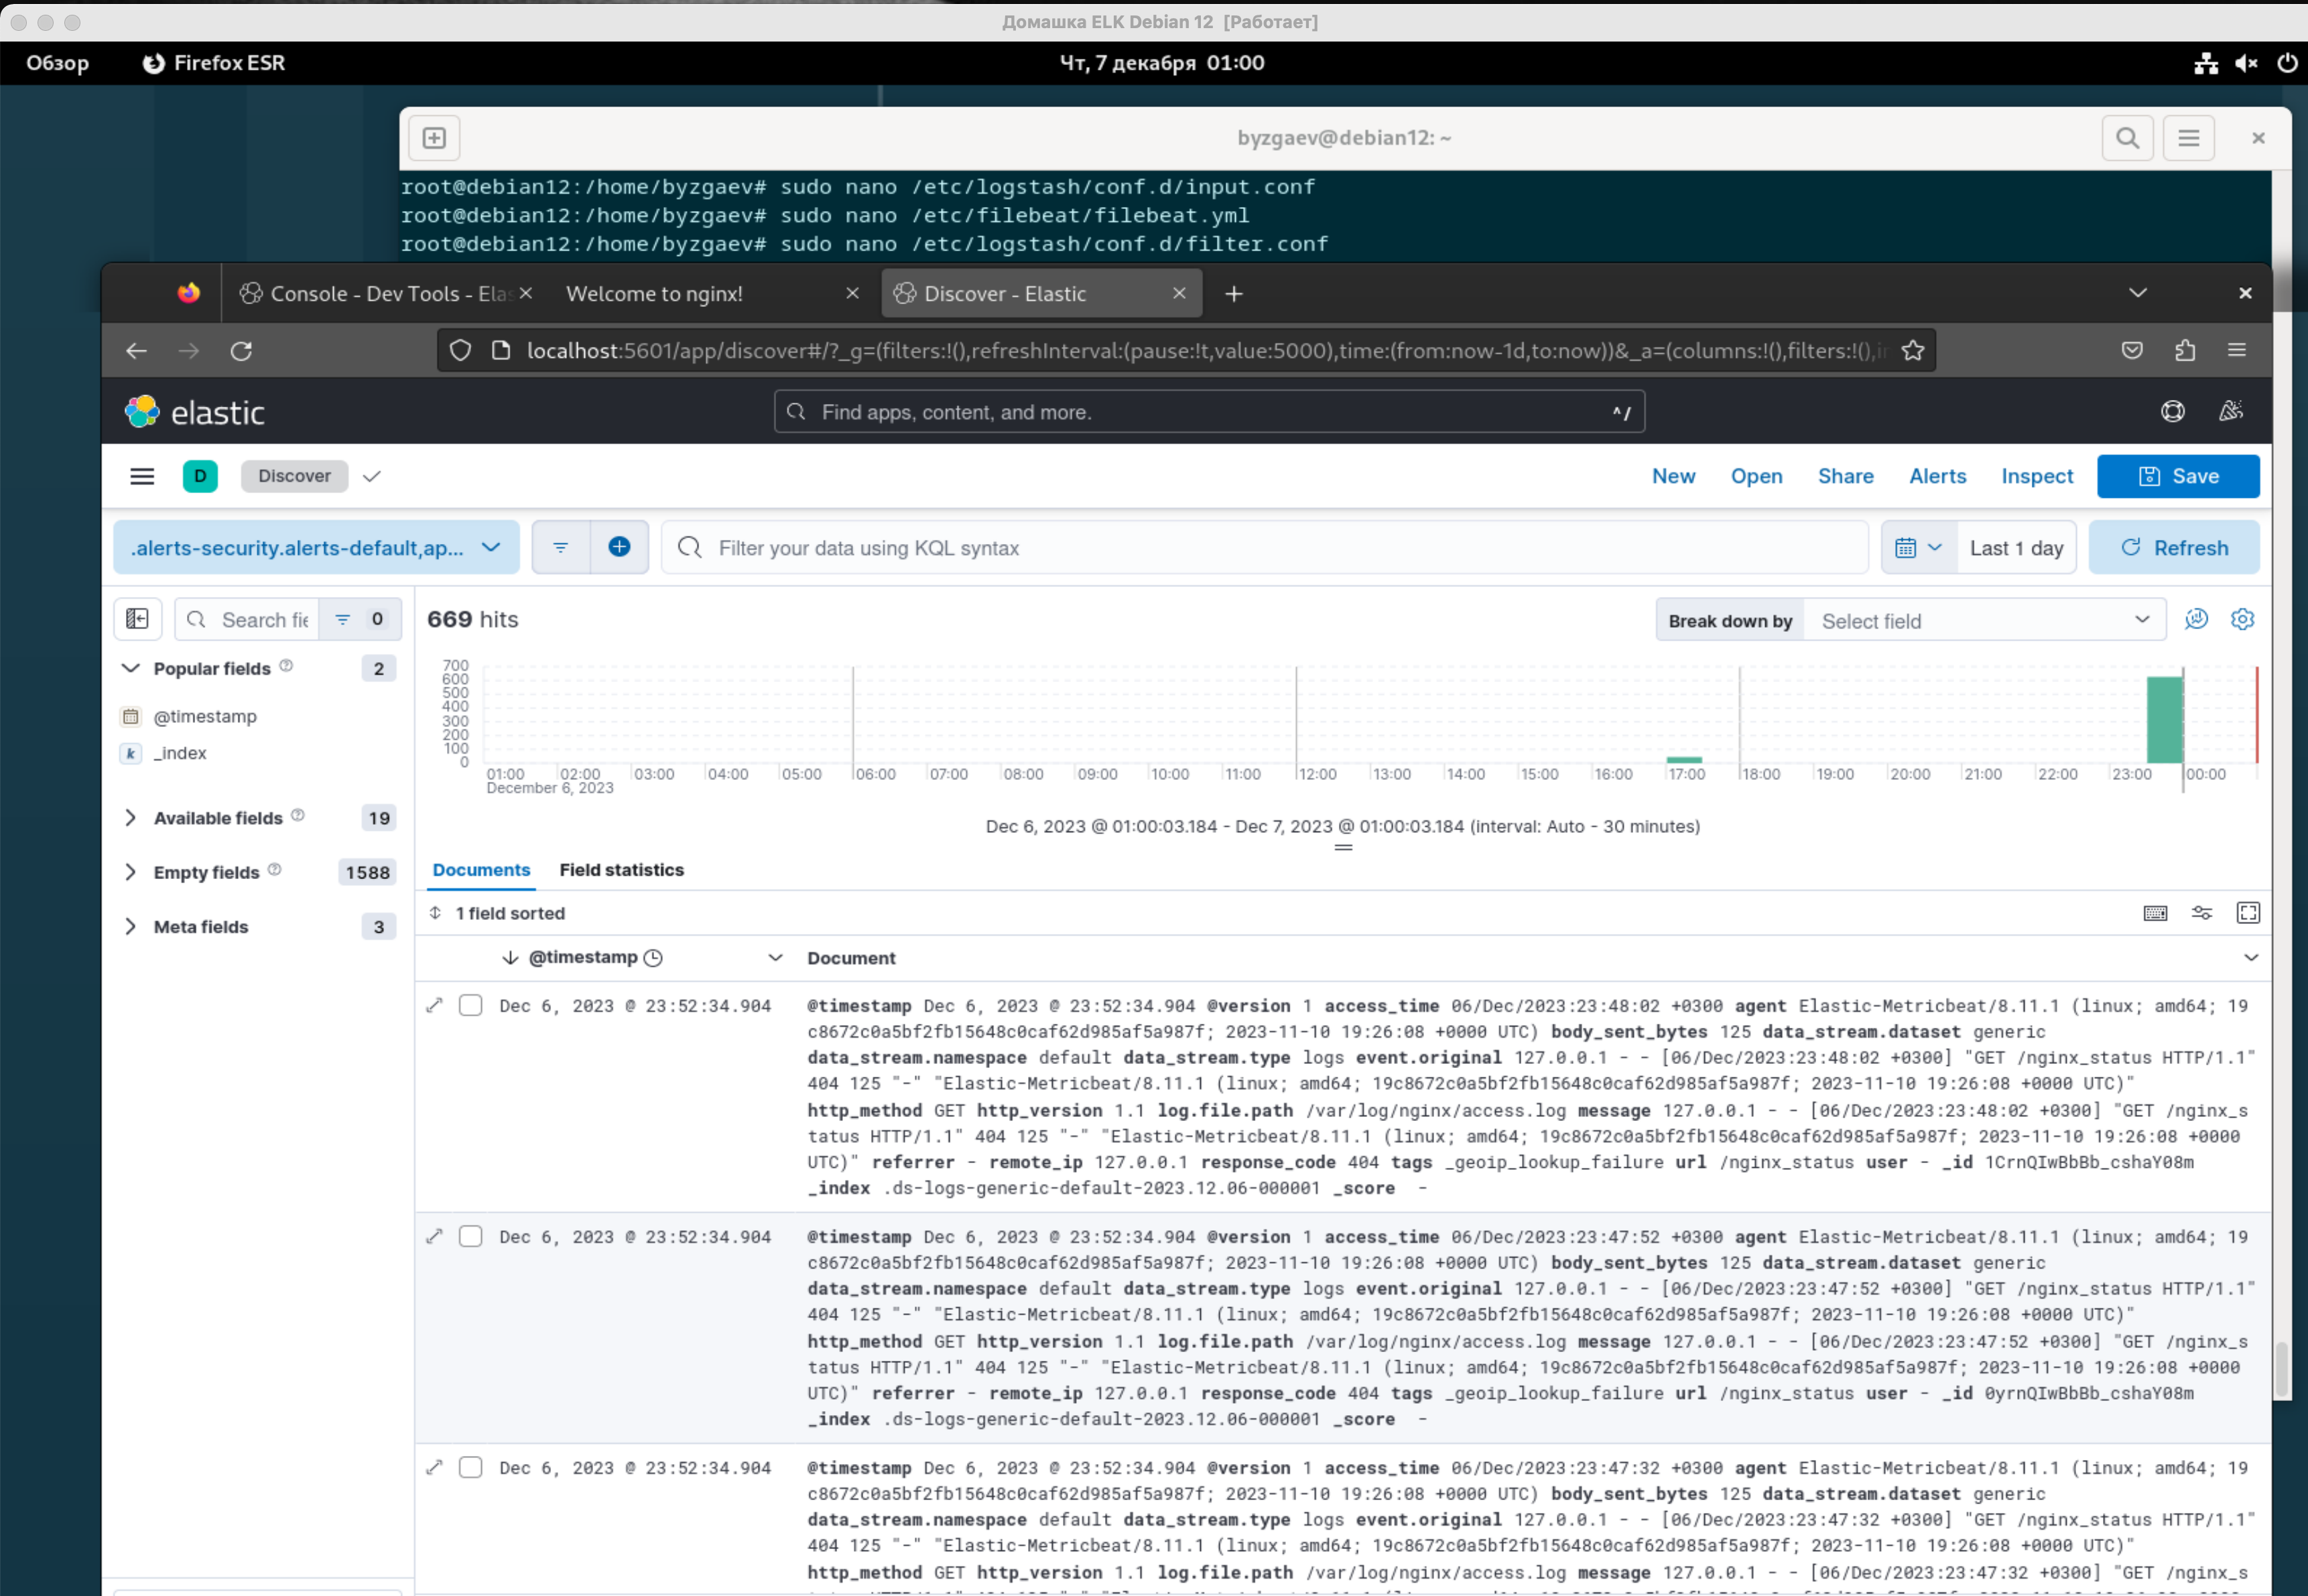 Домашка ELK Debian 12 [Работает]
Обзор Firefox ESR Чт, 7 декабря 01:00
byzgaev@debian12: ~
root@debian12:/home/byzgaev# sudo nano /etc/logstash/conf.d/input.conf
root@debian12:/home/byzgaev# sudo nano /etc/filebeat/filebeat.yml
root@debian12:/home/byzgaev# sudo nano /etc/logstash/conf.d/filter.conf
Console - Dev Tools - Elas Welcome to nginx! Discover - Elastic
localhost:5601/app/discover#/?_g=(filters:!(),refreshInterval:(pause:!t,value:5000),time:(from:now-1d,to:now))&_a=(columns:!(),filters:!(),i
elastic Find apps, content, and more. ^/
D Discover New Open Share Alerts Inspect Save
.alerts-security.alerts-default,ap... Filter your data using KQL syntax Last 1 day Refresh
Search fie 0 669 hits Break down by Select field
Popular fields 2
@timestamp
k _index
Available fields 19
Empty fields 1588
Meta fields 3
700
600
500
400
300
200
100
0
01:00 02:00 03:00 04:00 05:00 06:00 07:00 08:00 09:00 10:00 11:00 12:00 13:00 14:00 15:00 16:00 17:00 18:00 19:00 20:00 21:00 22:00 23:00 00:00
December 6, 2023
Dec 6, 2023 @ 01:00:03.184 - Dec 7, 2023 @ 01:00:03.184 (interval: Auto - 30 minutes)
Documents Field statistics
1 field sorted
@timestamp Document
Dec 6, 2023 @ 23:52:34.904 @timestamp Dec 6, 2023 @ 23:52:34.904 @version 1 access_time 06/Dec/2023:23:48:02 +0300 agent Elastic-Metricbeat/8.11.1 (linux; amd64; 19
c8672c0a5bf2fb15648c0caf62d985af5a987f; 2023-11-10 19:26:08 +0000 UTC) body_sent_bytes 125 data_stream.dataset generic
data_stream.namespace default data_stream.type logs event.original 127.0.0.1 - - [06/Dec/2023:23:48:02 +0300] "GET /nginx_status HTTP/1.1"
404 125 "-" "Elastic-Metricbeat/8.11.1 (linux; amd64; 19c8672c0a5bf2fb15648c0caf62d985af5a987f; 2023-11-10 19:26:08 +0000 UTC)"
http_method GET http_version 1.1 log.file.path /var/log/nginx/access.log message 127.0.0.1 - - [06/Dec/2023:23:48:02 +0300] "GET /nginx_s
tatus HTTP/1.1" 404 125 "-" "Elastic-Metricbeat/8.11.1 (linux; amd64; 19c8672c0a5bf2fb15648c0caf62d985af5a987f; 2023-11-10 19:26:08 +0000
UTC)" referrer - remote_ip 127.0.0.1 response_code 404 tags _geoip_lookup_failure url /nginx_status user - _id 1CrnQIwBbBb_cshaY08m
_index .ds-logs-generic-default-2023.12.06-000001 _score -
Dec 6, 2023 @ 23:52:34.904 @timestamp Dec 6, 2023 @ 23:52:34.904 @version 1 access_time 06/Dec/2023:23:47:52 +0300 agent Elastic-Metricbeat/8.11.1 (linux; amd64; 19
c8672c0a5bf2fb15648c0caf62d985af5a987f; 2023-11-10 19:26:08 +0000 UTC) body_sent_bytes 125 data_stream.dataset generic
data_stream.namespace default data_stream.type logs event.original 127.0.0.1 - - [06/Dec/2023:23:47:52 +0300] "GET /nginx_status HTTP/1.1"
404 125 "-" "Elastic-Metricbeat/8.11.1 (linux; amd64; 19c8672c0a5bf2fb15648c0caf62d985af5a987f; 2023-11-10 19:26:08 +0000 UTC)"
http_method GET http_version 1.1 log.file.path /var/log/nginx/access.log message 127.0.0.1 - - [06/Dec/2023:23:47:52 +0300] "GET /nginx_s
tatus HTTP/1.1" 404 125 "-" "Elastic-Metricbeat/8.11.1 (linux; amd64; 19c8672c0a5bf2fb15648c0caf62d985af5a987f; 2023-11-10 19:26:08 +0000
UTC)" referrer - remote_ip 127.0.0.1 response_code 404 tags _geoip_lookup_failure url /nginx_status user - _id 0yrnQIwBbBb_cshaY08m
_index .ds-logs-generic-default-2023.12.06-000001 _score -
Dec 6, 2023 @ 23:52:34.904 @timestamp Dec 6, 2023 @ 23:52:34.904 @version 1 access_time 06/Dec/2023:23:47:32 +0300 agent Elastic-Metricbeat/8.11.1 (linux; amd64; 19
c8672c0a5bf2fb15648c0caf62d985af5a987f; 2023-11-10 19:26:08 +0000 UTC) body_sent_bytes 125 data_stream.dataset generic
data_stream.namespace default data_stream.type logs event.original 127.0.0.1 - - [06/Dec/2023:23:47:32 +0300] "GET /nginx_status HTTP/1.1"
404 125 "-" "Elastic-Metricbeat/8.11.1 (linux; amd64; 19c8672c0a5bf2fb15648c0caf62d985af5a987f; 2023-11-10 19:26:08 +0000 UTC)"
http_method GET http_version 1.1 log.file.path /var/log/nginx/access.log message 127.0.0.1 - - [06/Dec/2023:23:47:32 +0300] "GET /nginx_s